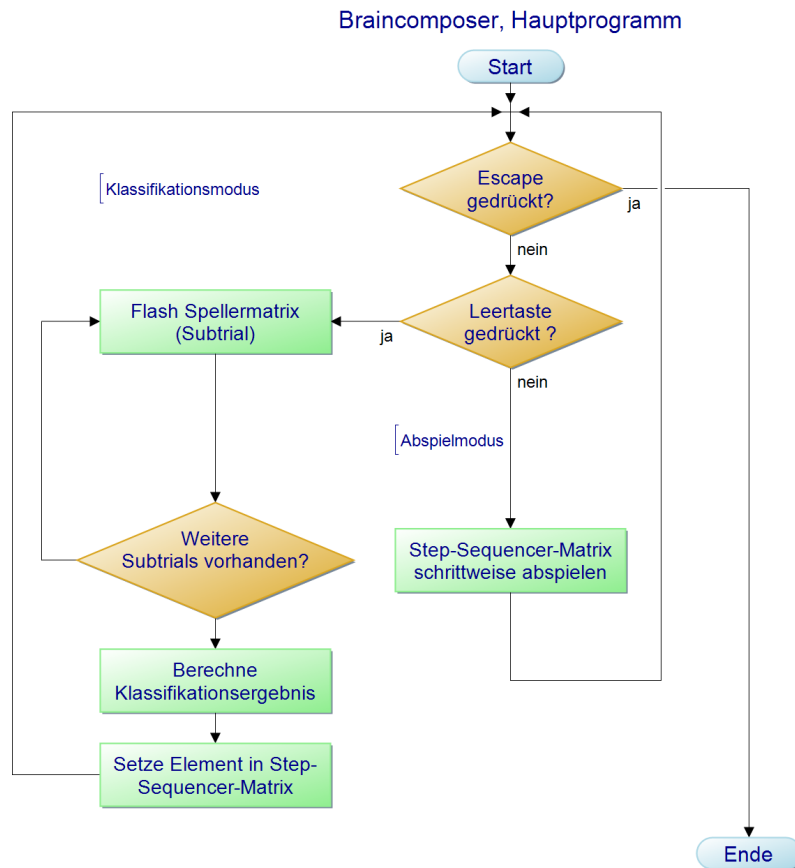 Braincomposer, Hauptprogramm
Start
Klassifikationsmodus
Escape
gedrückt?
ja
nein
Flash Spellermatrix
(Subtrial)
Leertaste
gedrückt ?
ja
nein
Abspielmodus
Weitere
Subtrials vorhanden?
Step-Sequencer-Matrix
schrittweise abspielen
Berechne
Klassifikationsergebnis
Setze Element in Step-
Sequencer-Matrix
Ende